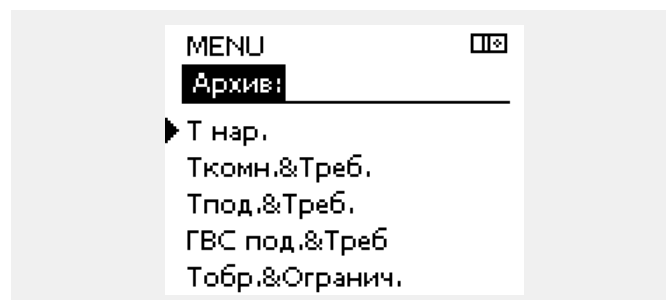 MENU
Архив:
Т нар.
Ткомн.&Треб.
Тпод.&Треб.
ГВС под.&Треб
Тобр.&Огранич.